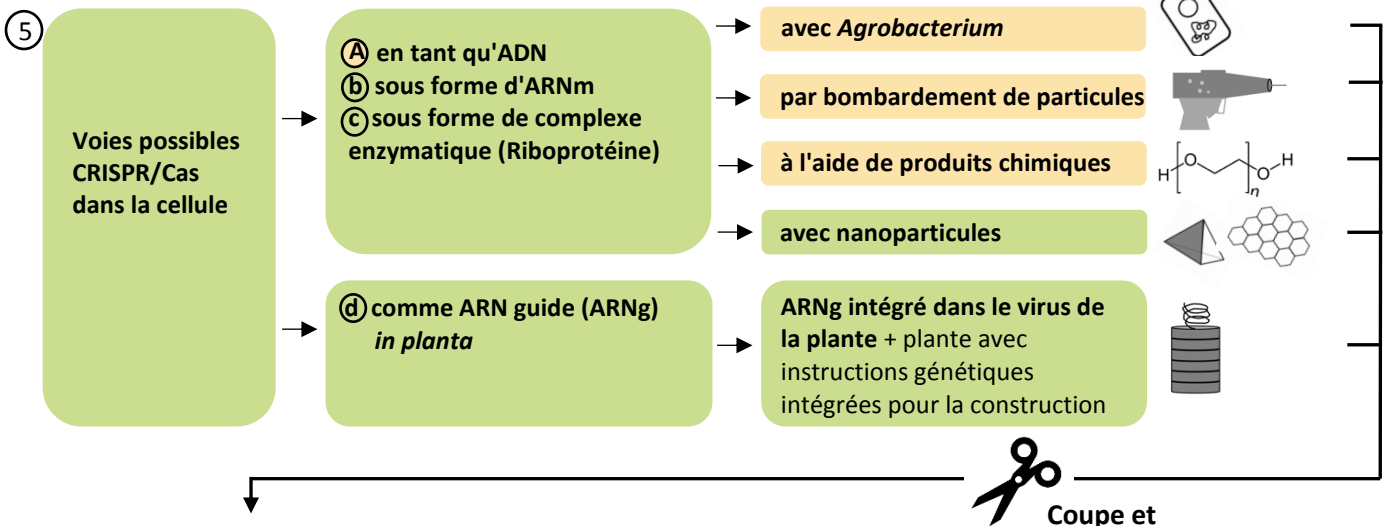 5
Voies possibles
CRISPR/Cas
dans la cellule
A en tant qu'ADN
b sous forme d'ARNm
c sous forme de complexe
enzymatique (Riboprotéine)
avec Agrobacterium
par bombardement de particules
à l'aide de produits chimiques
H O O H n
avec nanoparticules
d comme ARN guide (ARNg)
in planta
ARNg intégré dans le virus de
la plante + plante avec
instructions génétiques
intégrées pour la construction
Coupe et